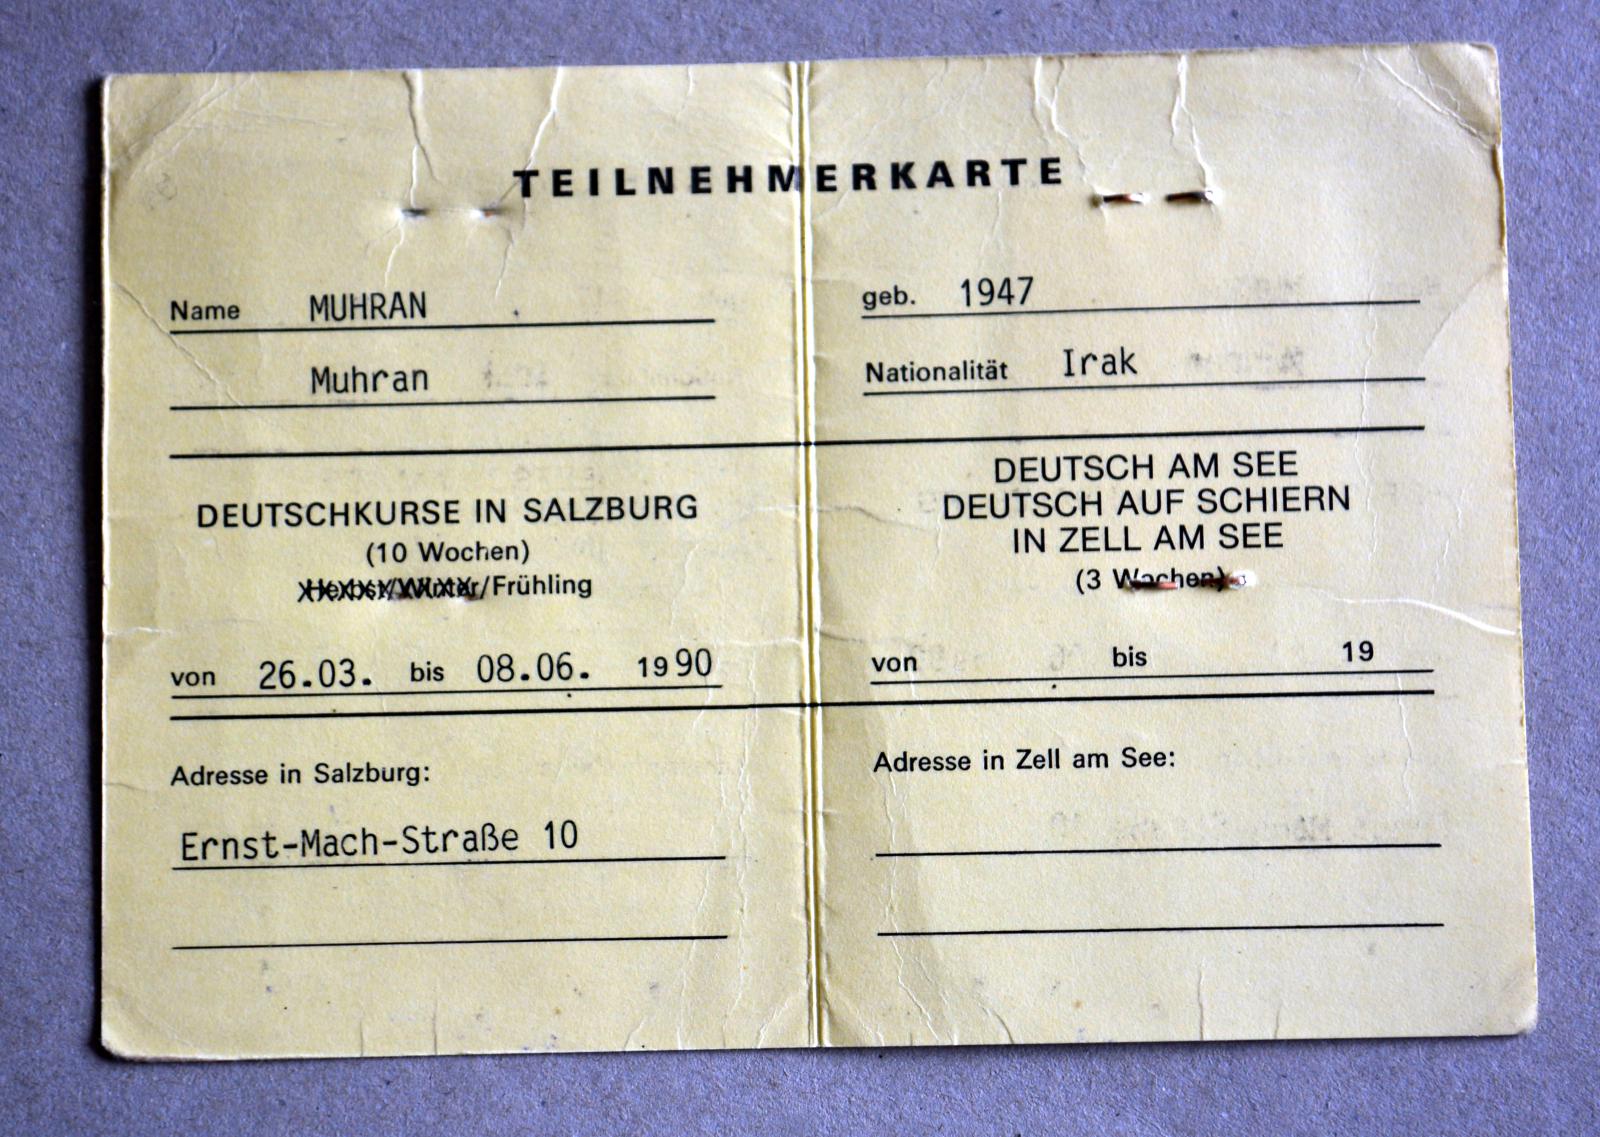 TEILNEHMERKARTE
Name MUHRAN
Muhran
geb. 1947
Nationalität Irak
DEUTSCHKURSE IN SALZBURG
(10 Wochen)
Herbst/Winter/Frühling
von 26.03. bis 08.06. 1990
DEUTSCH AM SEE
DEUTSCH AUF SCHIERN
IN ZELL AM SEE
(3 Wochen)
von bis 19
Adresse in Salzburg:
Ernst-Mach-Straße 10
Adresse in Zell am See: